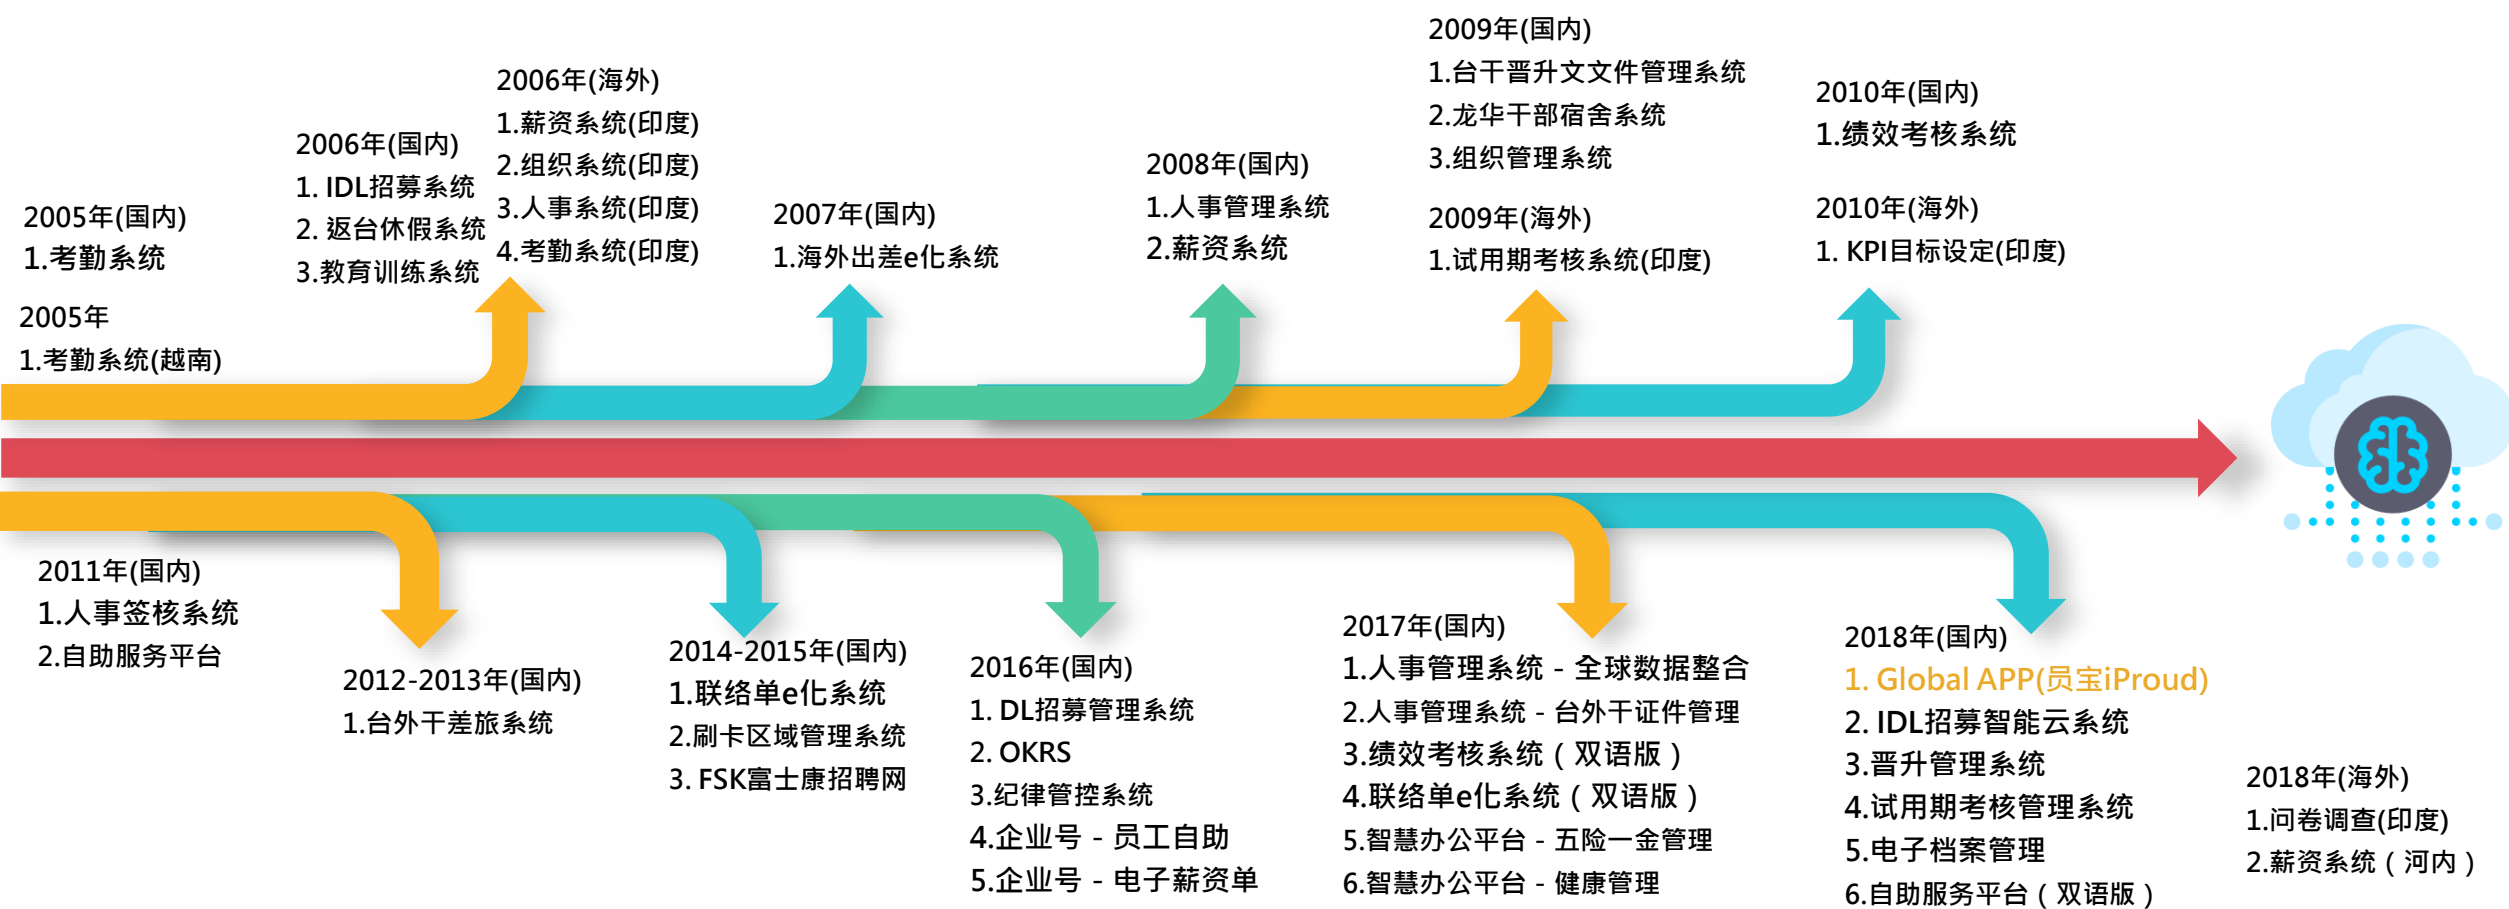 2005年(国内)
1.考勤系统
2005年
1.考勤系统(越南)
2006年(国内)
1. IDL招募系统
2. 返台休假系统
3.教育训练系统
2006年(海外)
1.薪资系统(印度)
2.组织系统(印度)
3.人事系统(印度)
4.考勤系统(印度)
2007年(国内)
1.海外出差e化系统
2008年(国内)
1.人事管理系统
2.薪资系统
2009年(国内)
1.台干晋升文文件管理系统
2.龙华干部宿舍系统
3.组织管理系统
2009年(海外)
1.试用期考核系统(印度)
2010年(国内)
1.绩效考核系统
2010年(海外)
1. KPI目标设定(印度)
2011年(国内)
1.人事签核系统
2.自助服务平台
2012-2013年(国内)
1.台外干差旅系统
2014-2015年(国内)
1.联络单e化系统
2.刷卡区域管理系统
3. FSK富士康招聘网
2016年(国内)
1. DL招募管理系统
2. OKRS
3.纪律管控系统
4.企业号 - 员工自助
5.企业号 - 电子薪资单
2017年(国内)
1.人事管理系统 - 全球数据整合
2.人事管理系统 - 台外干证件管理
3.绩效考核系统（双语版）
4.联络单e化系统（双语版）
5.智慧办公平台 - 五险一金管理
6.智慧办公平台 - 健康管理
2018年(国内)
1. Global APP(员宝iProud)
2. IDL招募智能云系统
3.晋升管理系统
4.试用期考核管理系统
5.电子档案管理
6.自助服务平台（双语版）
2018年(海外)
1.问卷调查(印度)
2.薪资系统（河内）